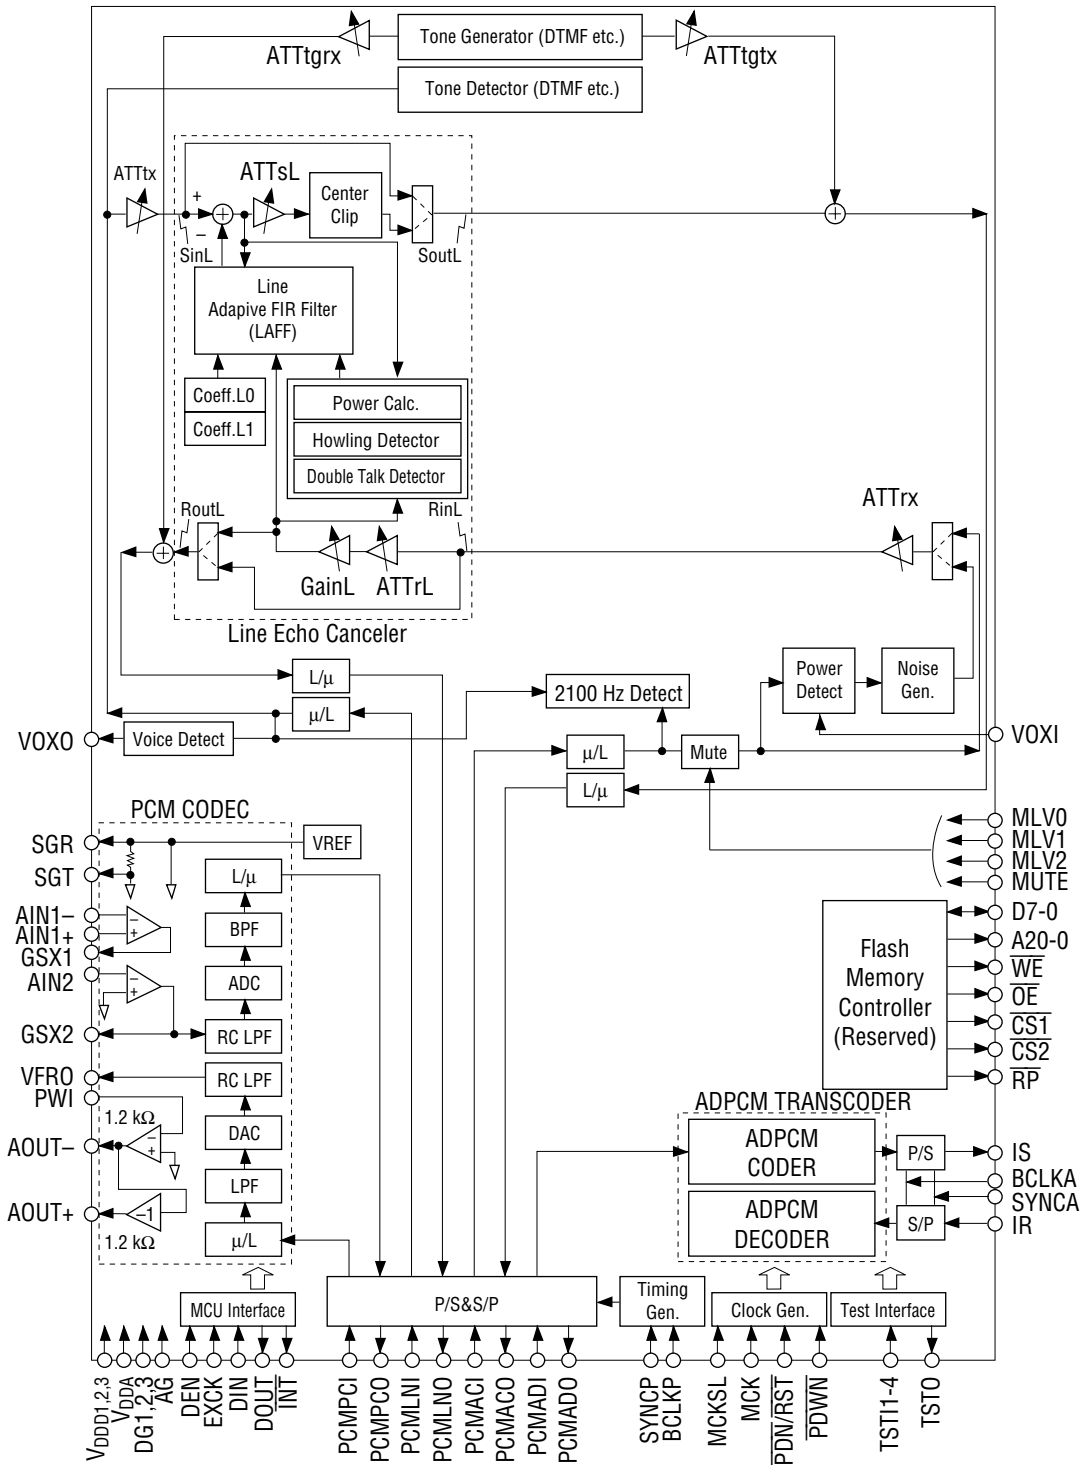 Tone Generator (DTMF etc.)
ATTtgrx
ATTtgtx
Tone Detector (DTMF etc.)
ATTtx
ATTsL
Center
Clip
+
+
+
−
SinL
SoutL
Line
Adapive FIR Filter
(LAFF)
Coeff.L0
Coeff.L1
Power Calc.
Howling Detector
Double Talk Detector
RoutL
RinL
ATTrx
+
GainL
ATTrL
Line Echo Canceler
L/μ
μ/L
2100 Hz Detect
Power
Detect
Noise
Gen.
VOXO
Voice Detect
VOXI
μ/L
Mute
L/μ
PCM CODEC
SGR
VREF
SGT
L/μ
AIN1−
−
AIN1+
+
GSX1
BPF
AIN2
−
+
ADC
GSX2
RC LPF
VFRO
RC LPF
PWI
1.2 kΩ
AOUT−
−
+
DAC
LPF
AOUT+
−1
1.2 kΩ
μ/L
MLV0
MLV1
MLV2
MUTE
D7-0
A20-0
WE
OE
CS1
CS2
RP
Flash
Memory
Controller
(Reserved)
ADPCM TRANSCODER
ADPCM
CODER
P/S
IS
BCLKA
SYNCA
ADPCM
DECODER
S/P
IR
MCU Interface
P/S&S/P
Timing
Gen.
Clock Gen.
Test Interface
VDDD1,2,3
VDDA
DG1,2,3
AG
DEN
EXCK
DIN
DOUT
INT
PCMPCI
PCMPCO
PCMLNI
PCMLNO
PCMACI
PCMACO
PCMADI
PCMADO
SYNCP
BCLKP
MCKSL
MCK
PDN/RST
PDWN
TSTI1-4
TSTO